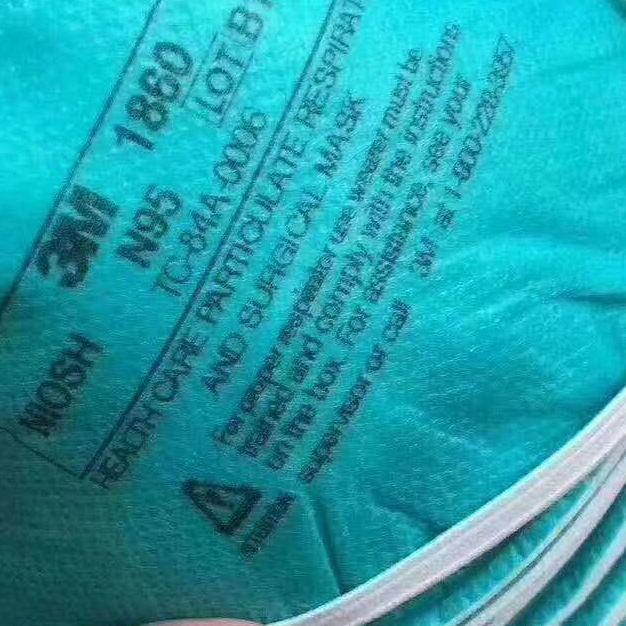 NIOSH 3M 1860
N95 LOT B1
TC-84A-0006
HEALTH CARE PARTICULATE RESPIRAT
AND SURGICAL MASK
For proper respirator use wearer must be
trained and comply with the instructions
on the box. For assistance, see your
supervisor or call 3M at 1-800-